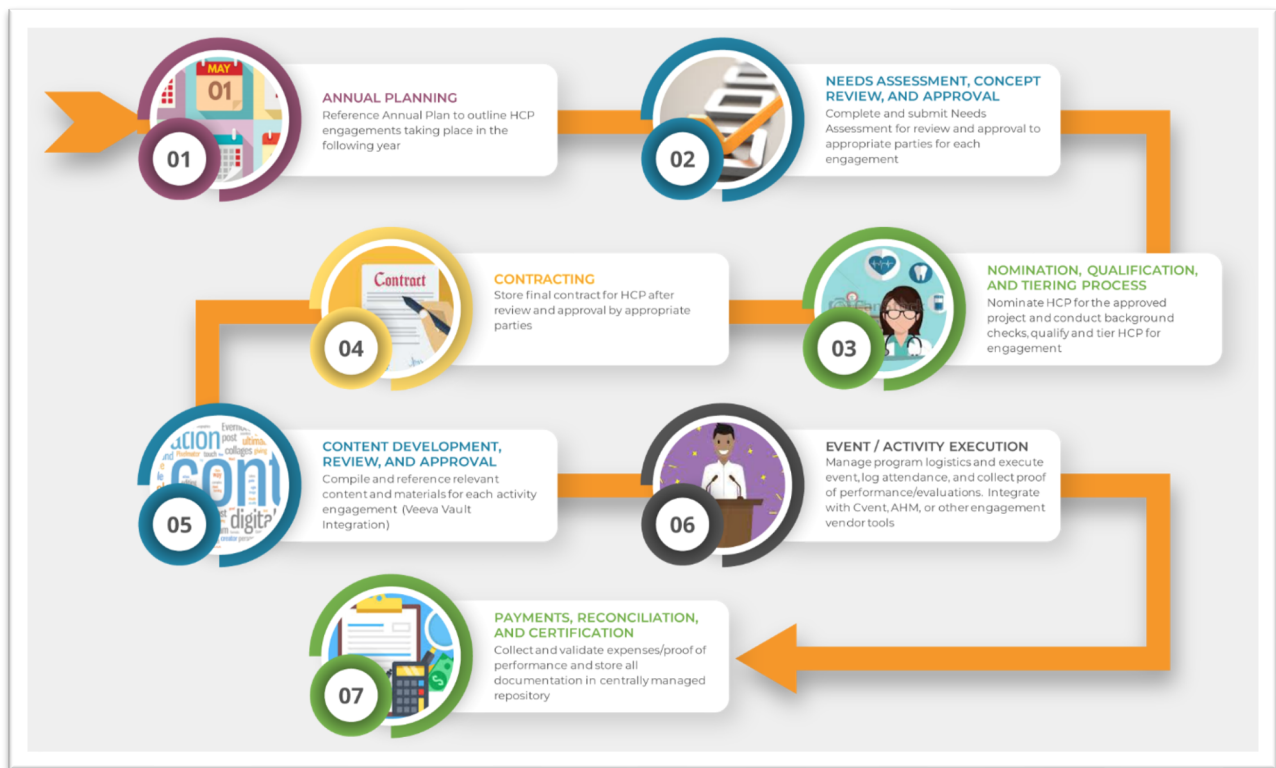 MAY
01
01
ANNUAL PLANNING
Reference Annual Plan to outline HCP
engagements taking place in the
following year
02
NEEDS ASSESSMENT, CONCEPT
REVIEW, AND APPROVAL
Complete and submit Needs
Assessment for review and approval to
appropriate parties for each
engagement
03
NOMINATION, QUALIFICATION,
AND TIERING PROCESS
Nominate HCP for the approved
project and conduct background
checks, qualify and tier HCP for
engagement
Contract
04
CONTRACTING
Store final contract for HCP after
review and approval by appropriate
parties
post
collages
giving
touch
cont
digit
creator
05
CONTENT DEVELOPMENT,
REVIEW, AND APPROVAL
Compile and reference relevant
content and materials for each activity
engagement (Veeva Vault
Integration)
06
EVENT / ACTIVITY EXECUTION
Manage program logistics and execute
event, log attendance, and collect proof
of performance/evaluations. Integrate
with Cvent, AHM, or other engagement
vendor tools
07
PAYMENTS, RECONCILIATION,
AND CERTIFICATION
Collect and validate expenses/proof of
performance and store all
documentation in centrally managed
repository